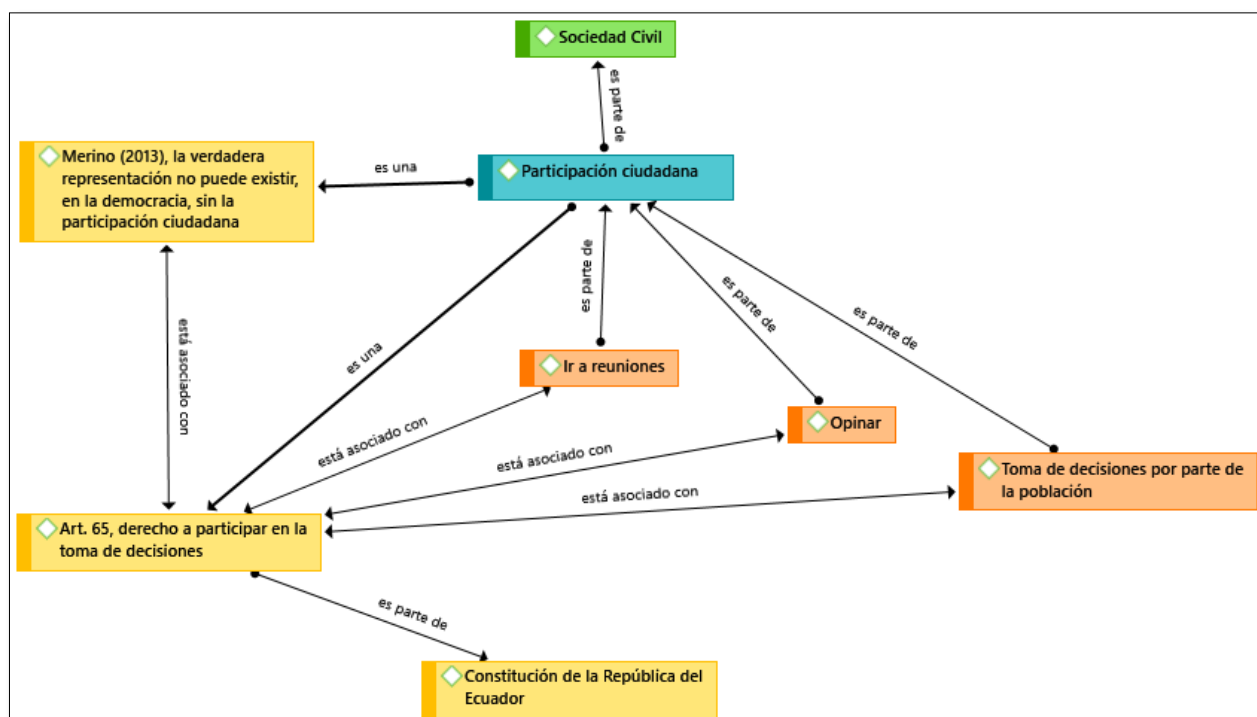 Sociedad Civil
es parte de
Merino (2013), la verdadera
representación no puede existir,
en la democracia, sin la
participación ciudadana
es una
Participación ciudadana
es parte de
es parte de
es parte de
está asociado con
es una
Ir a reuniones
Opinar
está asociado con
está asociado con
Toma de decisiones por parte de
la población
está asociado con
Art. 65, derecho a participar en la
toma de decisiones
es parte de
Constitución de la República del
Ecuador